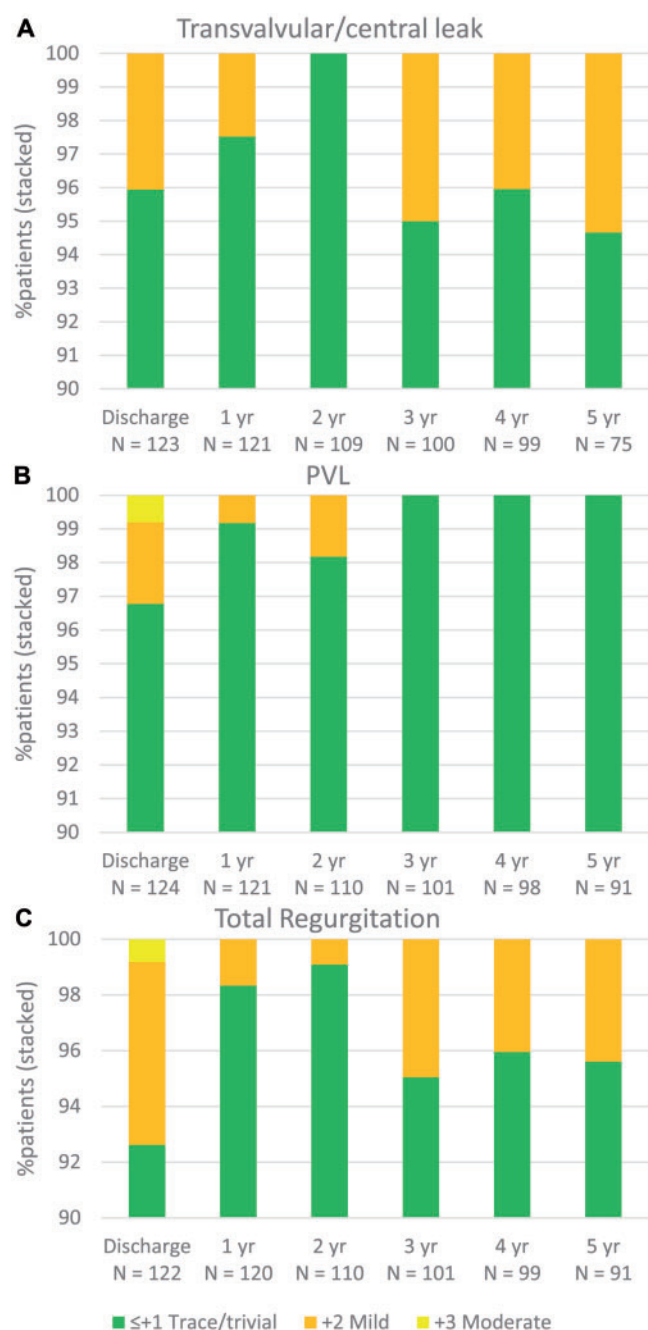 A
Transvalvular/central leak
%patients (stacked)
100
99
98
97
96
95
94
93
92
91
90
Discharge 1 yr 2 yr 3 yr 4 yr 5 yr
N = 123 N = 121 N = 109 N = 100 N = 99 N = 75
B
PVL
%patients (stacked)
100
99
98
97
96
95
94
93
92
91
90
Discharge 1 yr 2 yr 3 yr 4 yr 5 yr
N = 124 N = 121 N = 110 N = 101 N = 98 N = 91
C
Total Regurgitation
%patients (stacked)
100
98
96
94
92
90
Discharge 1 yr 2 yr 3 yr 4 yr 5 yr
N = 122 N = 120 N = 110 N = 101 N = 99 N = 91
≤+1 Trace/trivial +2 Mild +3 Moderate